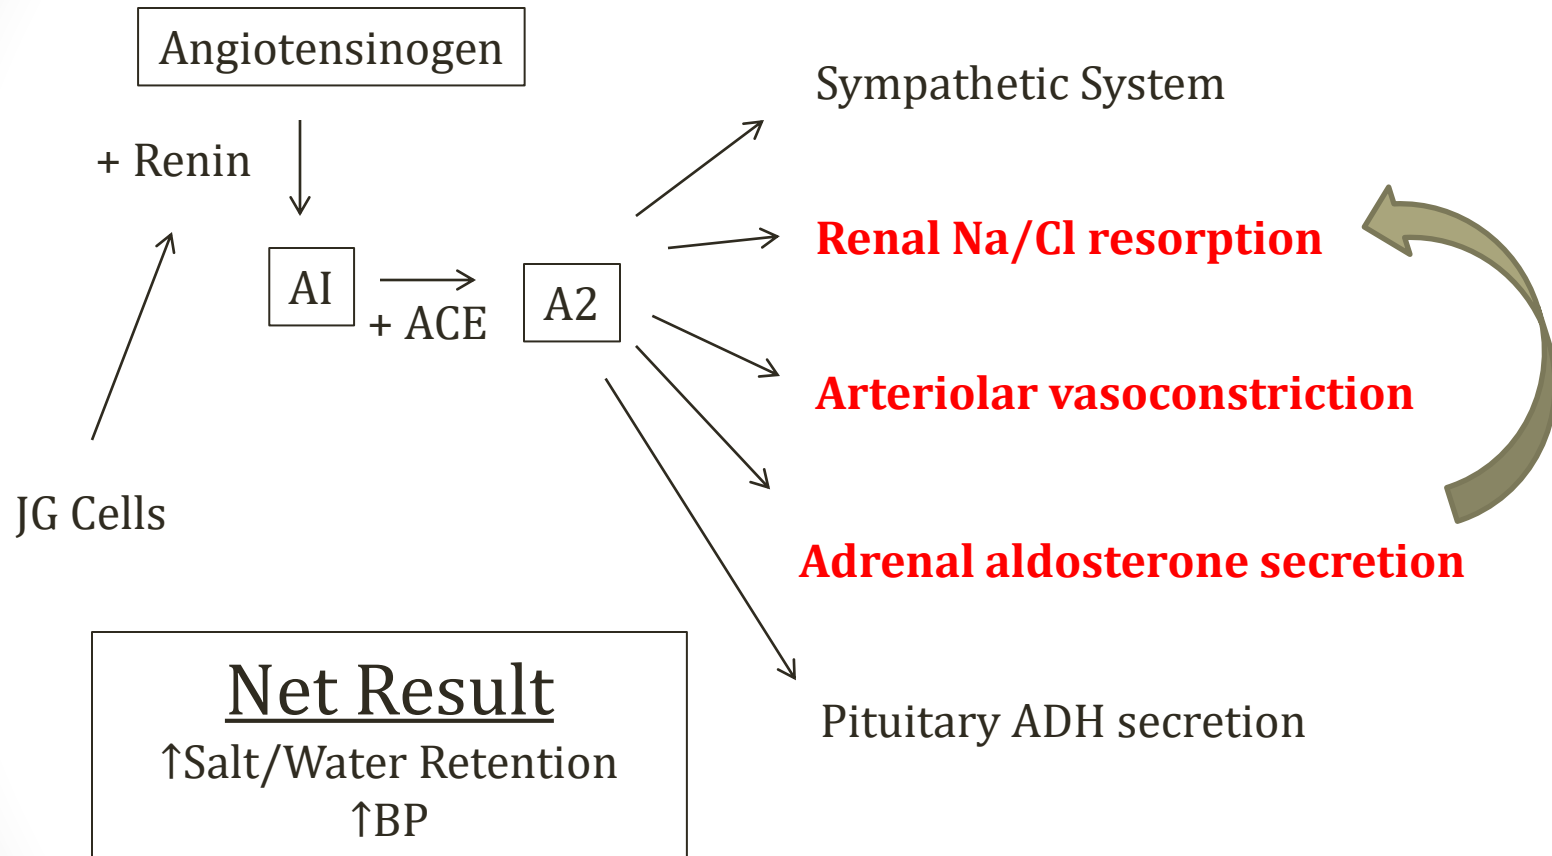 Angiotensinogen
+ Renin
AI
+ ACE
A2
JG Cells
Sympathetic System
Renal Na/Cl resorption
Arteriolar vasoconstriction
Adrenal aldosterone secretion
Pituitary ADH secretion
Net Result
↑Salt/Water Retention
↑BP